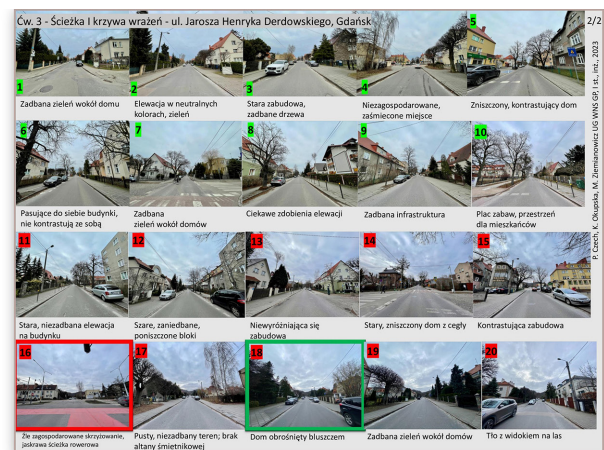 Ćw. 3 - Ścieżka I krzywa wrażeń - ul. Jarosza Henryka Derdowskiego, Gdańsk
2/2
P. Czech, K. Okupska, M. Ziemianowicz UG WNS GP, I st., inż., 2023
1
2
3
4
5
Zadbana zieleń wokół domu
Elewacja w neutralnych
kolorach, zieleń
Stara zabudowa,
zadbane drzewa
Niezagospodarowane,
zaśmiecone miejsce
Zniszczony, kontrastujący dom
6
7
8
9
10
Pasujące do siebie budynki,
nie kontrastują ze sobą
Zadbana
zieleń wokół domów
Ciekawe zdobienia elewacji
Zadbana infrastruktura
Plac zabaw, przestrzeń
dla mieszkańców
11
12
13
14
15
Stara, niezadbana elewacja
na budynku
Szare, zaniedbane,
poniszczone bloki
Niewyróżniająca się
zabudowa
Stary, zniszczony dom z cegły
Kontrastująca zabudowa
16
17
18
19
20
Źle zagospodarowane skrzyżowanie,
jaskrawa ścieżka rowerowa
Pusty, niezadbany teren; brak
altany śmietnikowej
Dom obrośnięty bluszczem
Zadbana zieleń wokół domów
Tło z widokiem na las